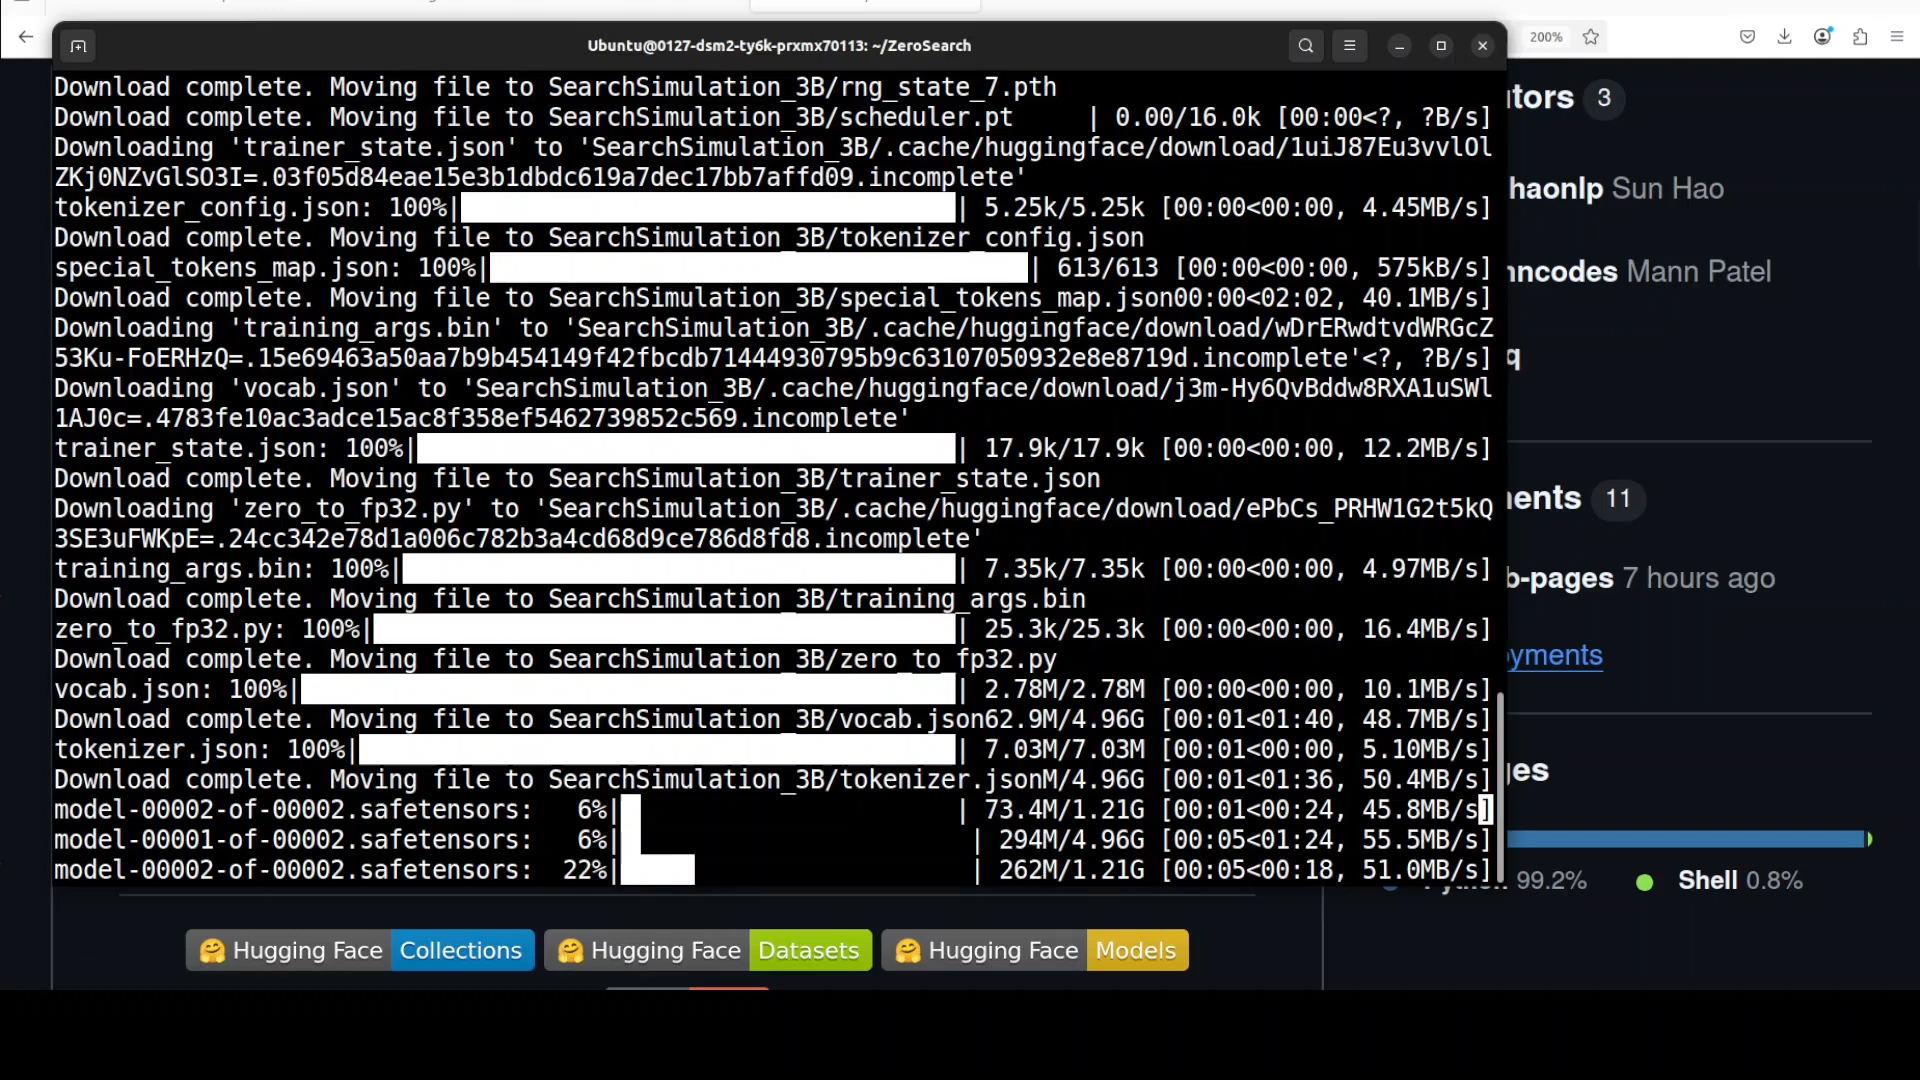 Ubuntu@0127-dsm2-ty6k-prxmx70113: ~/ZeroSearch
200%
Download complete. Moving file to SearchSimulation_3B/rng_state_7.pth
Download complete. Moving file to SearchSimulation_3B/scheduler.pt | 0.00/16.0k [00:00<?, ?B/s]
Downloading 'trainer_state.json' to 'SearchSimulation_3B/.cache/huggingface/download/1uiJ87Eu3vvlOl
ZKj0NZvGlSO3I=.03f05d84eae15e3b1dbdc619a7dec17bb7affd09.incomplete'
tokenizer_config.json: 100%| | 5.25k/5.25k [00:00<00:00, 4.45MB/s]
Download complete. Moving file to SearchSimulation_3B/tokenizer_config.json
special_tokens_map.json: 100%| | 613/613 [00:00<00:00, 575kB/s]
Download complete. Moving file to SearchSimulation_3B/special_tokens_map.json00:00<02:02, 40.1MB/s]
Downloading 'training_args.bin' to 'SearchSimulation_3B/.cache/huggingface/download/wDrERwdtvdWRGcZ
53Ku-FoERHzQ=.15e69463a50aa7b9b454149f42fbcdb71444930795b9c63107050932e8e8719d.incomplete'<?, ?B/s]
Downloading 'vocab.json' to 'SearchSimulation_3B/.cache/huggingface/download/j3m-Hy6QvBddw8RXA1uSWl
1AJ0c=.4783fe10ac3adce15ac8f358ef5462739852c569.incomplete'
trainer_state.json: 100%| | 17.9k/17.9k [00:00<00:00, 12.2MB/s]
Download complete. Moving file to SearchSimulation_3B/trainer_state.json
Downloading 'zero_to_fp32.py' to 'SearchSimulation_3B/.cache/huggingface/download/ePbCs_PRHW1G2t5kQ
3SE3uFWKpE=.24cc342e78d1a006c782b3a4cd68d9ce786d8fd8.incomplete'
training_args.bin: 100%| | 7.35k/7.35k [00:00<00:00, 4.97MB/s]
Download complete. Moving file to SearchSimulation_3B/training_args.bin
zero_to_fp32.py: 100%| | 25.3k/25.3k [00:00<00:00, 16.4MB/s]
Download complete. Moving file to SearchSimulation_3B/zero_to_fp32.py
vocab.json: 100%| | 2.78M/2.78M [00:00<00:00, 10.1MB/s]
Download complete. Moving file to SearchSimulation_3B/vocab.json62.9M/4.96G [00:01<01:40, 48.7MB/s]
tokenizer.json: 100%| | 7.03M/7.03M [00:01<00:00, 5.10MB/s]
Download complete. Moving file to SearchSimulation_3B/tokenizer.jsonM/4.96G [00:01<01:36, 50.4MB/s]
model-00002-of-00002.safetensors: 6%| | 73.4M/1.21G [00:01<00:24, 45.8MB/s]
model-00001-of-00002.safetensors: 6%| | 294M/4.96G [00:05<01:24, 55.5MB/s]
model-00002-of-00002.safetensors: 22%| | 262M/1.21G [00:05<00:18, 51.0MB/s]
tors 3
haonlp Sun Hao
ncodes Mann Patel
q
ents 11
b-pages 7 hours ago
yments
es
99.2% Shell 0.8%
Hugging Face Collections
Hugging Face Datasets
Hugging Face Models